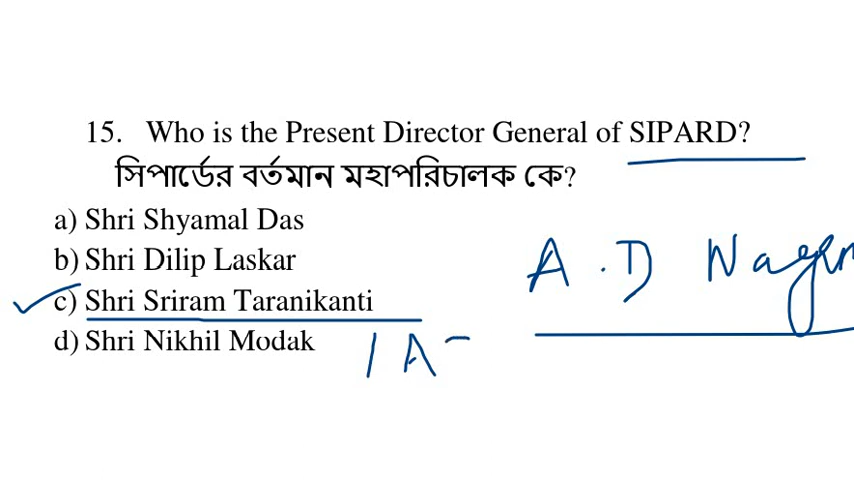 15. Who is the Present Director General of SIPARD?
সিপার্ডের বর্তমান মহাপরিচালক কে?
a) Shri Shyamal Das
b) Shri Dilip Laskar
A.D Nagar
c) Shri Sriram Taranikanti
d) Shri Nikhil Modak
IA